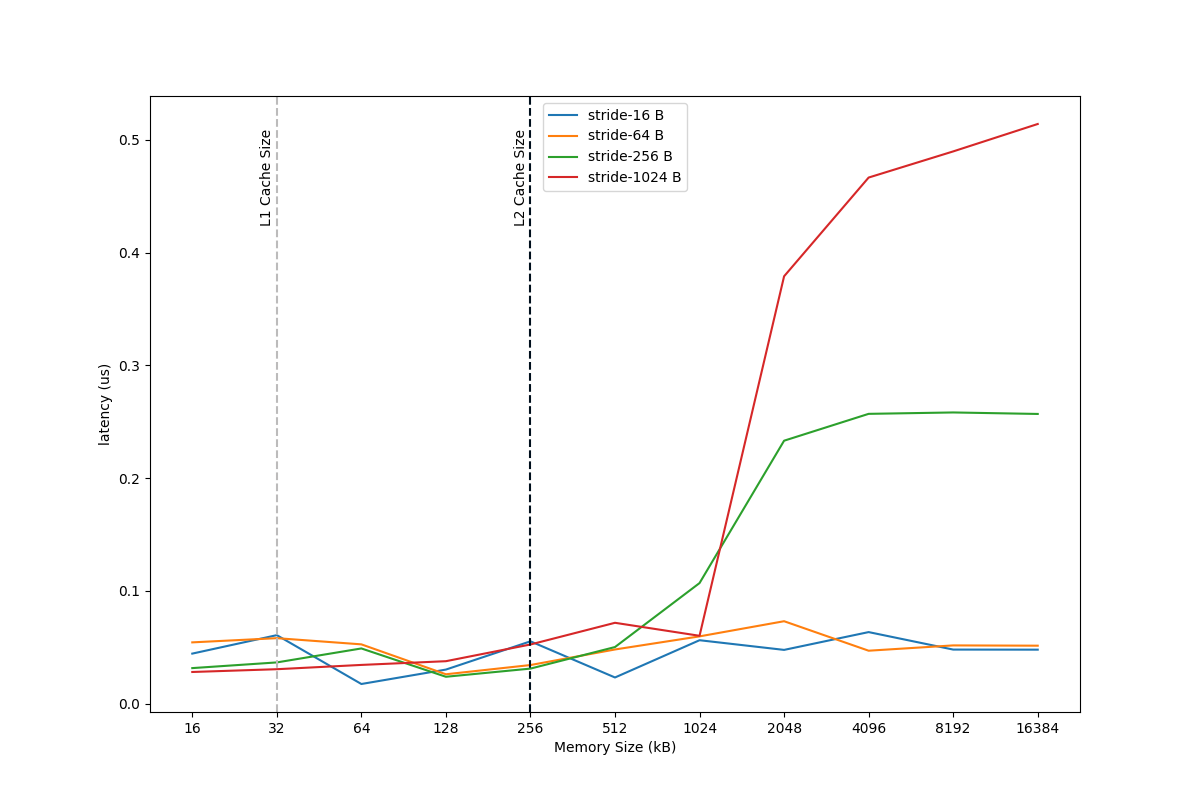 stride-16 B
stride-64 B
stride-256 B
stride-1024 B
L1 Cache Size
L2 Cache Size
0.5
0.4
0.3
0.2
0.1
0.0
latency (us)
16 32 64 128 256 512 1024 2048 4096 8192 16384
Memory Size (kB)